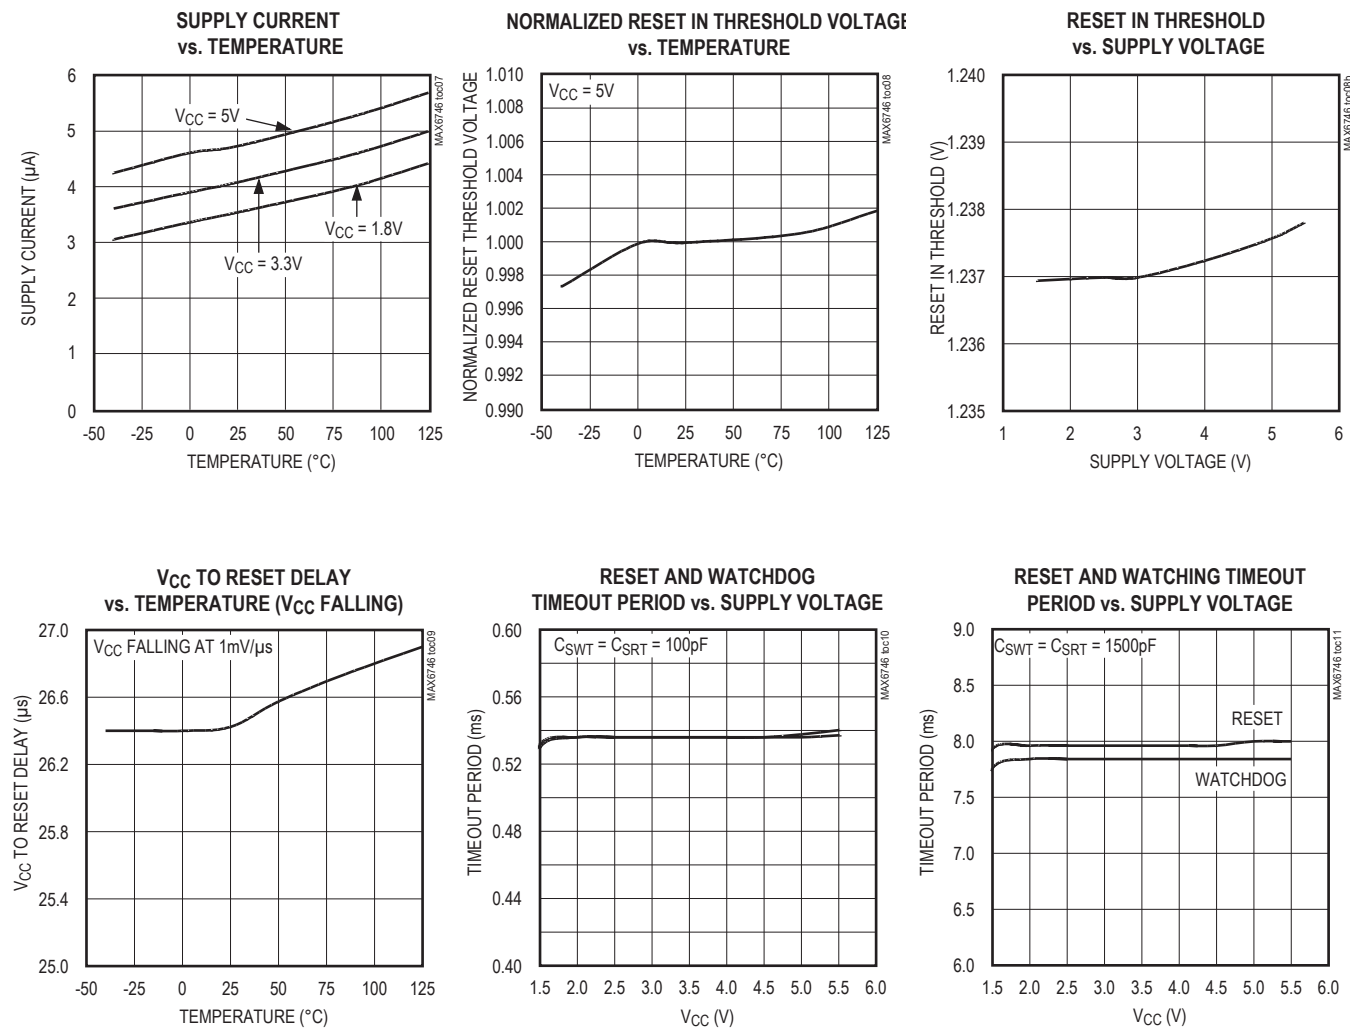 SUPPLY CURRENT
vs. TEMPERATURE
6
5
4
3
2
1
0
-50
-25
0
25
50
75
100
125
SUPPLY CURRENT (µA)
TEMPERATURE (°C)
VCC = 5V
VCC = 1.8V
VCC = 3.3V
MAX6746 toc07
NORMALIZED RESET IN THRESHOLD VOLTAGE
vs. TEMPERATURE
1.010
1.008
1.006
1.004
1.002
1.000
0.998
0.996
0.994
0.992
0.990
-50
-25
0
25
50
75
100
125
NORMALIZED RESET THRESHOLD VOLTAGE
TEMPERATURE (°C)
VCC = 5V
MAX6746 toc08
RESET IN THRESHOLD
vs. SUPPLY VOLTAGE
1.240
1.239
1.238
1.237
1.236
1.235
1
2
3
4
5
6
RESET IN THRESHOLD (V)
SUPPLY VOLTAGE (V)
MAX6746 toc08b
VCC TO RESET DELAY
vs. TEMPERATURE (VCC FALLING)
27.0
26.6
26.2
25.8
25.4
25.0
-50
-25
0
25
50
75
100
125
VCC TO RESET DELAY (µs)
TEMPERATURE (°C)
VCC FALLING AT 1mV/µs
MAX6746 toc09
RESET AND WATCHDOG
TIMEOUT PERIOD vs. SUPPLY VOLTAGE
0.60
0.56
0.52
0.48
0.44
0.40
1.5
2.0
2.5
3.0
3.5
4.0
4.5
5.0
5.5
6.0
TIMEOUT PERIOD (ms)
VCC (V)
CSWT = CSRT = 100pF
MAX6746 toc10
RESET AND WATCHING TIMEOUT
PERIOD vs. SUPPLY VOLTAGE
9.0
8.5
8.0
7.5
7.0
6.5
6.0
1.5
2.0
2.5
3.0
3.5
4.0
4.5
5.0
5.5
6.0
TIMEOUT PERIOD (ms)
VCC (V)
CSWT = CSRT = 1500pF
RESET
WATCHDOG
MAX6746 toc11